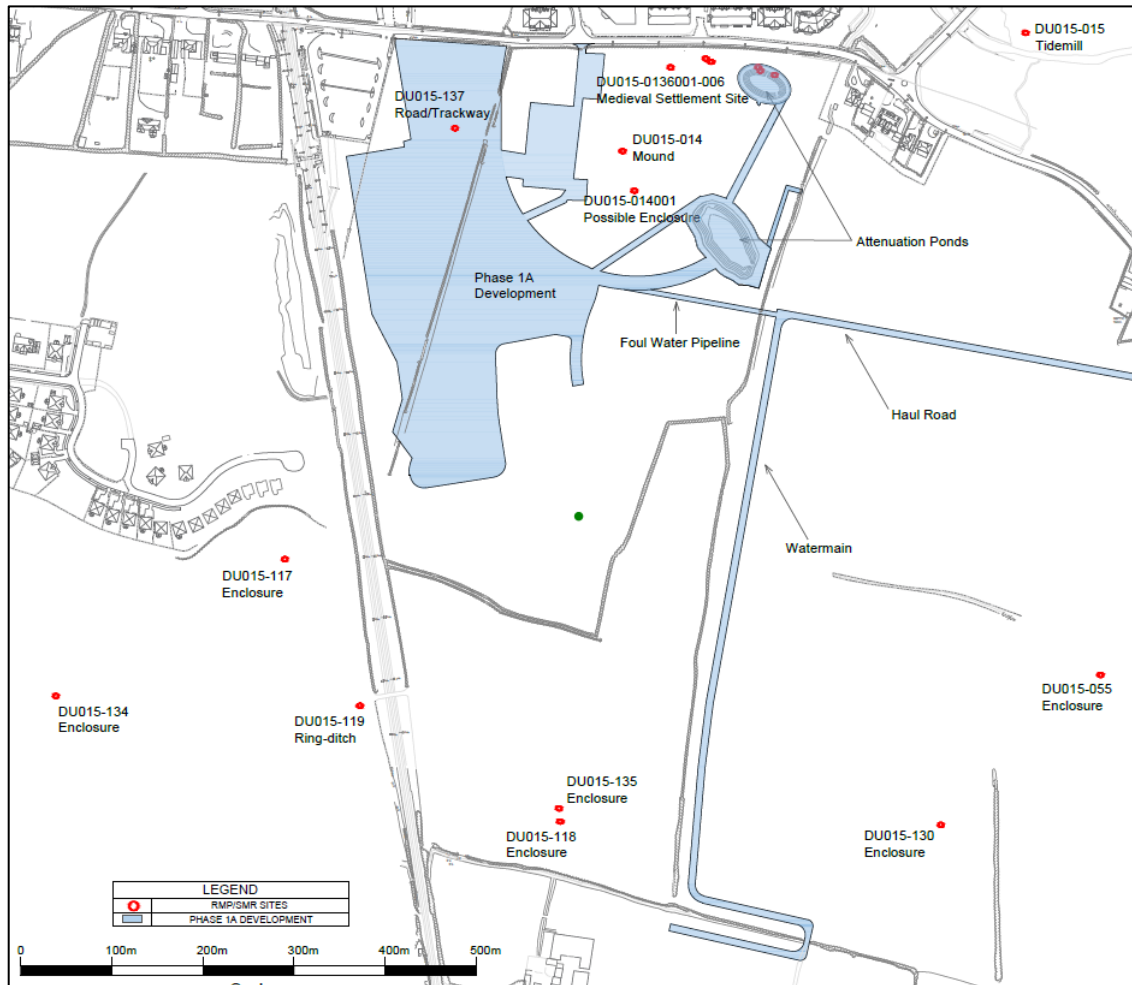 DU015-015
Tidemill
DU015-0136001-006
Medieval Settlement Site
DU015-137
Road/Trackway
DU015-014
Mound
DU015-014001
Possible Enclosure
Attenuation Ponds
Phase 1A
Development
Foul Water Pipeline
Haul Road
Watermain
DU015-117
Enclosure
DU015-055
Enclosure
DU015-134
Enclosure
DU015-119
Ring-ditch
DU015-135
Enclosure
DU015-118
Enclosure
DU015-130
Enclosure
LEGEND
RMP/SMR SITES
PHASE 1A DEVELOPMENT
0 100m 200m 300m 400m 500m